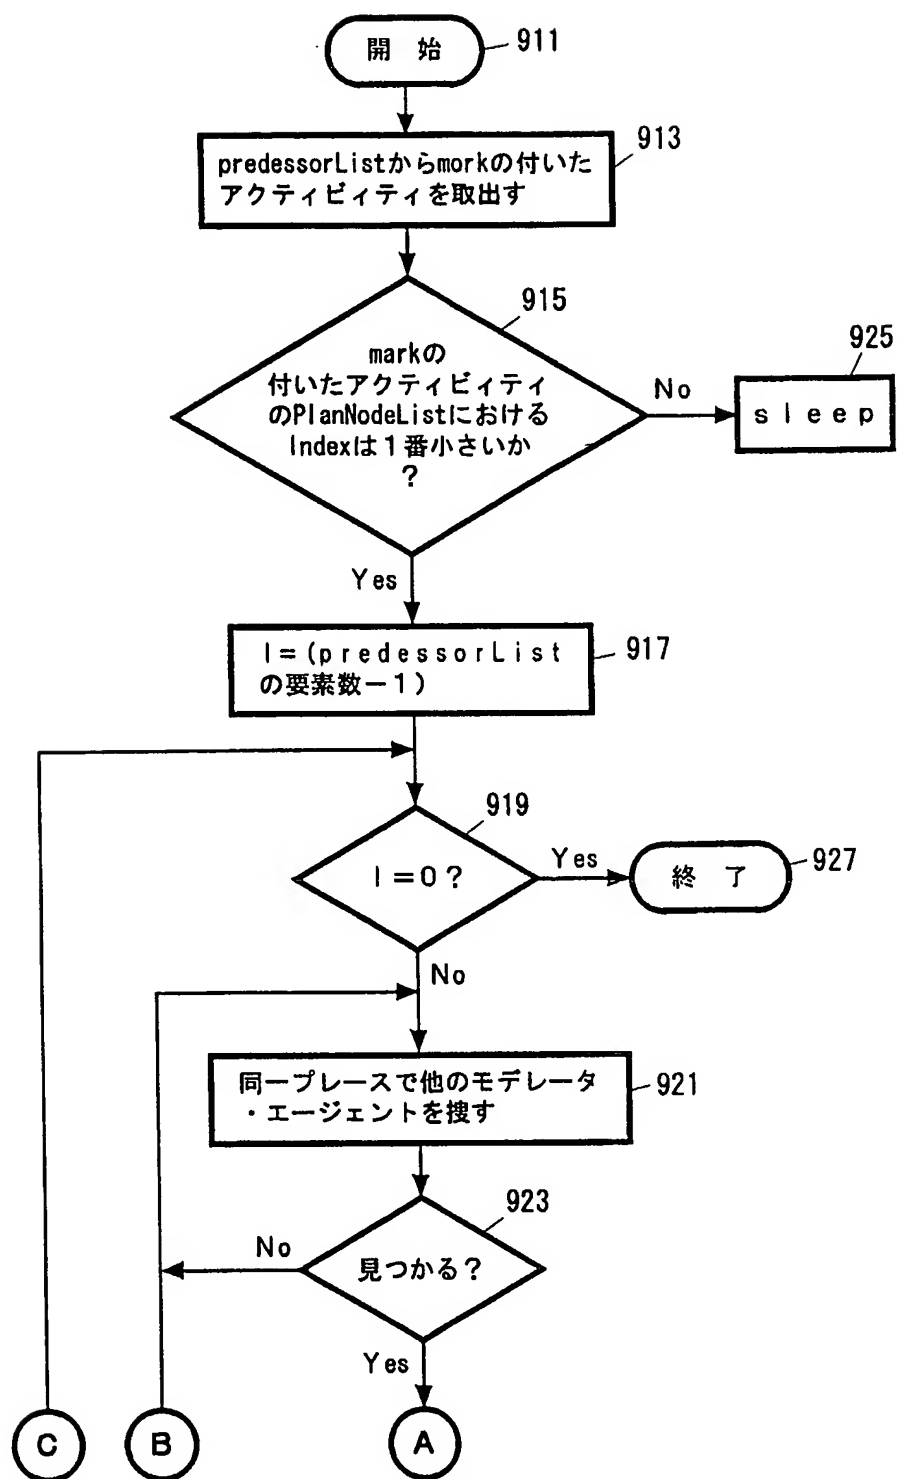 開 始
911
predessorListからmorkの付いた
アクティビィティを取出す
913
markの
付いたアクティビィティ
のPlanNodeListにおける
Indexは1番小さいか
?
915
No
sleep
925
Yes
I=(predessorList
の要素数-1)
917
I=0?
919
Yes
終 了
927
No
同一プレースで他のモデレータ
・エージェントを捜す
921
見つかる?
923
No
Yes
C
B
A